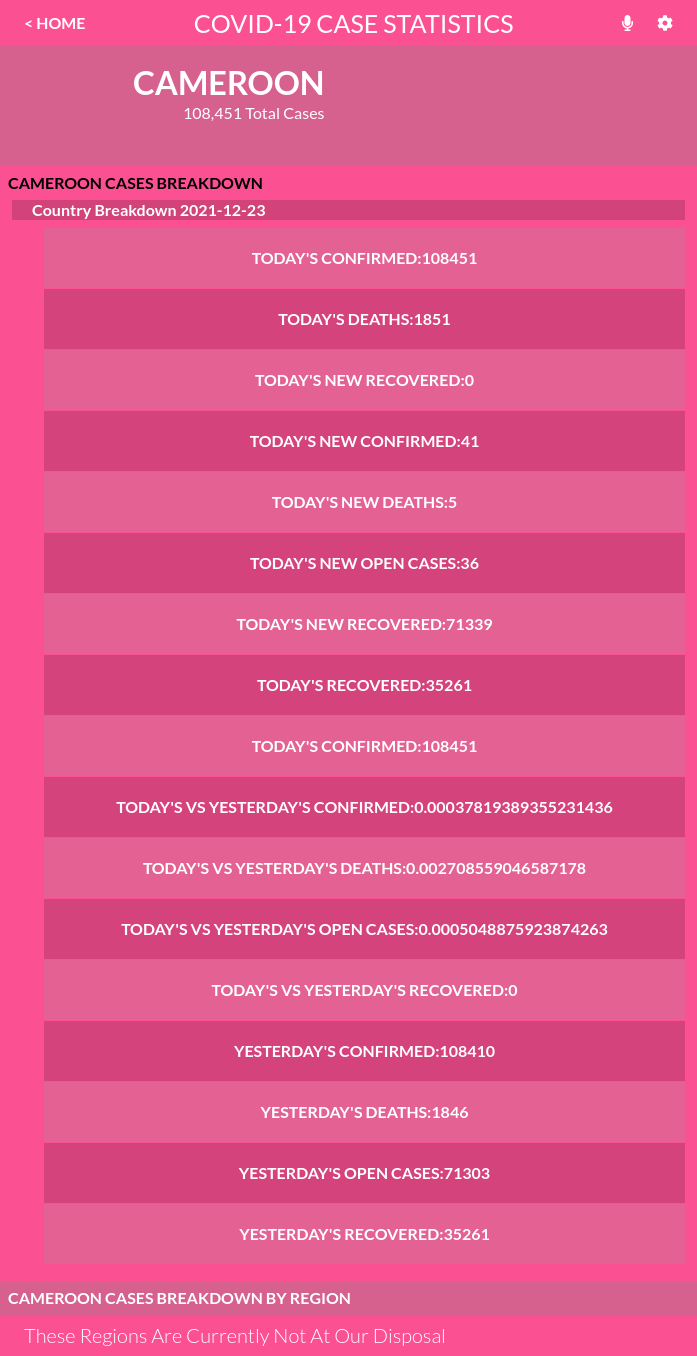 < HOME
COVID-19 CASE STATISTICS
CAMEROON
108,451 Total Cases
CAMEROON CASES BREAKDOWN
Country Breakdown 2021-12-23
TODAY'S CONFIRMED:108451
TODAY'S DEATHS:1851
TODAY'S NEW RECOVERED:0
TODAY'S NEW CONFIRMED:41
TODAY'S NEW DEATHS:5
TODAY'S NEW OPEN CASES:36
TODAY'S NEW RECOVERED:71339
TODAY'S RECOVERED:35261
TODAY'S CONFIRMED:108451
TODAY'S VS YESTERDAY'S CONFIRMED:0.00037819389355231436
TODAY'S VS YESTERDAY'S DEATHS:0.002708559046587178
TODAY'S VS YESTERDAY'S OPEN CASES:0.0005048875923874263
TODAY'S VS YESTERDAY'S RECOVERED:0
YESTERDAY'S CONFIRMED:108410
YESTERDAY'S DEATHS:1846
YESTERDAY'S OPEN CASES:71303
YESTERDAY'S RECOVERED:35261
CAMEROON CASES BREAKDOWN BY REGION
These Regions Are Currently Not At Our Disposal